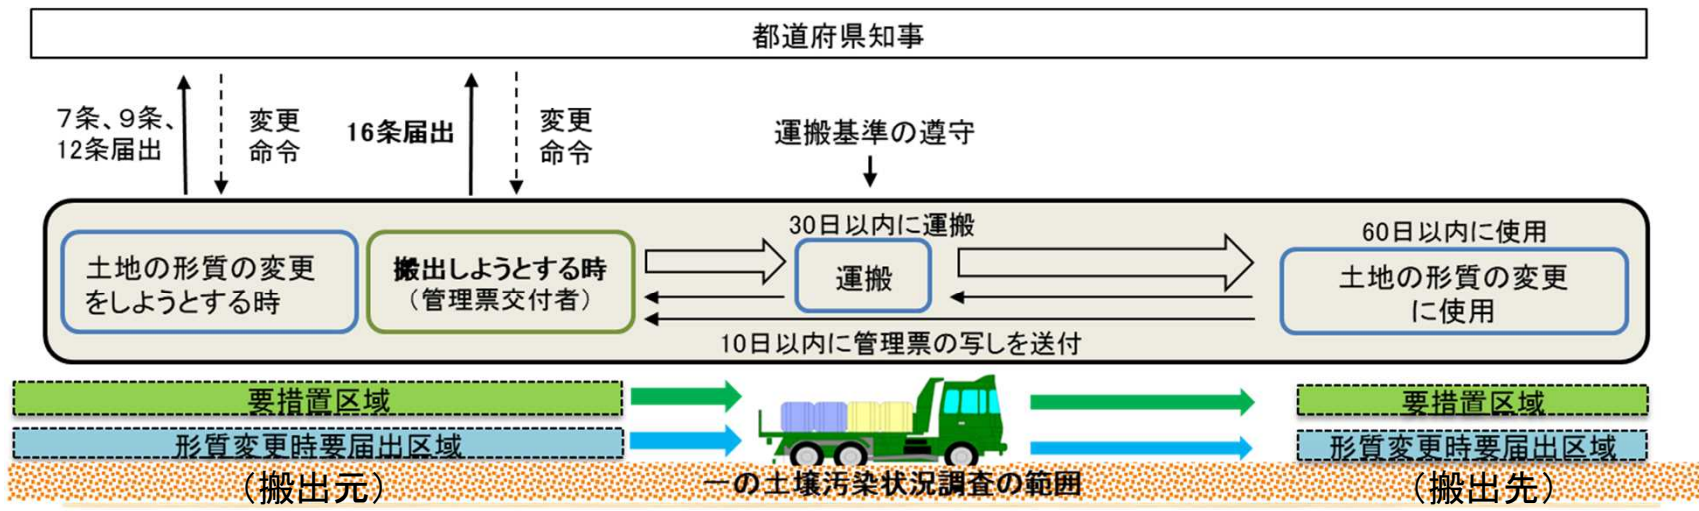 都道府県知事
７条、９条、
12条届出
変更
命令
16条届出
変更
命令
運搬基準の遵守
30日以内に運搬
60日以内に使用
土地の形質の変更
をしようとする時
搬出しようとする時
（管理票交付者）
運搬
土地の形質の変更
に使用
10日以内に管理票の写しを送付
要措置区域
要措置区域
形質変更時要届出区域
形質変更時要届出区域
（搬出元）
一の土壌汚染状況調査の範囲
（搬出先）